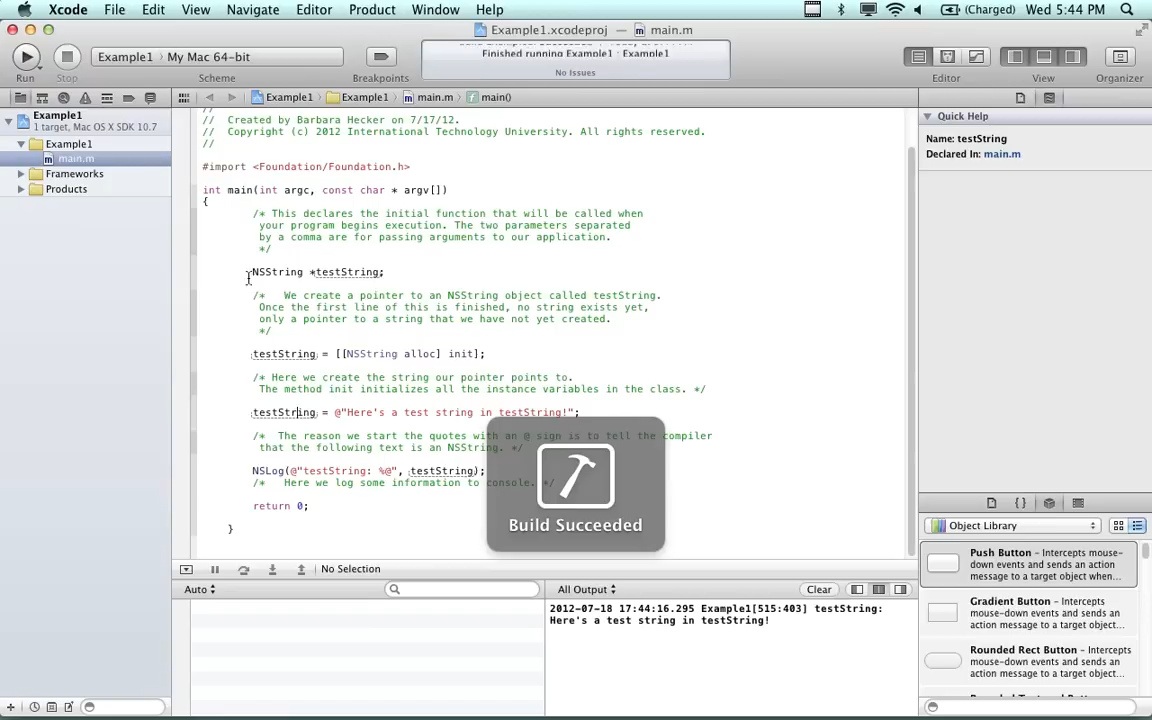 Xcode File Edit View Navigate Editor Product Window Help (Charged) Wed 5:44 PM
Example1.xcodeproj — main.m
Example1 › My Mac 64-bit
Finished running Example1 : Example1
No Issues
Run Stop Scheme Breakpoints Editor View Organizer
Example1 › Example1 › main.m › main()
Example1
1 target, Mac OS X SDK 10.7
Example1
main.m
Frameworks
Products
//
// Created by Barbara Hecker on 7/17/12.
// Copyright (c) 2012 International Technology University. All rights reserved.
//
#import <Foundation/Foundation.h>
int main(int argc, const char * argv[])
{
/* This declares the initial function that will be called when
your program begins execution. The two parameters separated
by a comma are for passing arguments to our application.
*/
NSString *testString;
/* We create a pointer to an NSString object called testString.
Once the first line of this is finished, no string exists yet,
only a pointer to a string that we have not yet created.
*/
testString = [[NSString alloc] init];
/* Here we create the string our pointer points to.
The method init initializes all the instance variables in the class. */
testString = @"Here's a test string in testString!";
/* The reason we start the quotes with an @ sign is to tell the compiler
that the following text is an NSString. */
NSLog(@"testString: %@", testString);
/* Here we log some information to console. */
return 0;
}
Build Succeeded
No Selection
Auto
All Output
Clear
2012-07-18 17:44:16.295 Example1[515:403] testString:
Here's a test string in testString!
Quick Help
Name: testString
Declared In: main.m
{ }
Object Library
Push Button – Intercepts mouse-
down events and sends an
action message to a target object when...
Gradient Button – Intercepts
mouse-down events and sends an
action message to a target object...
Rounded Rect Button – Intercepts
mouse-down events and sends an
action message to a target object...